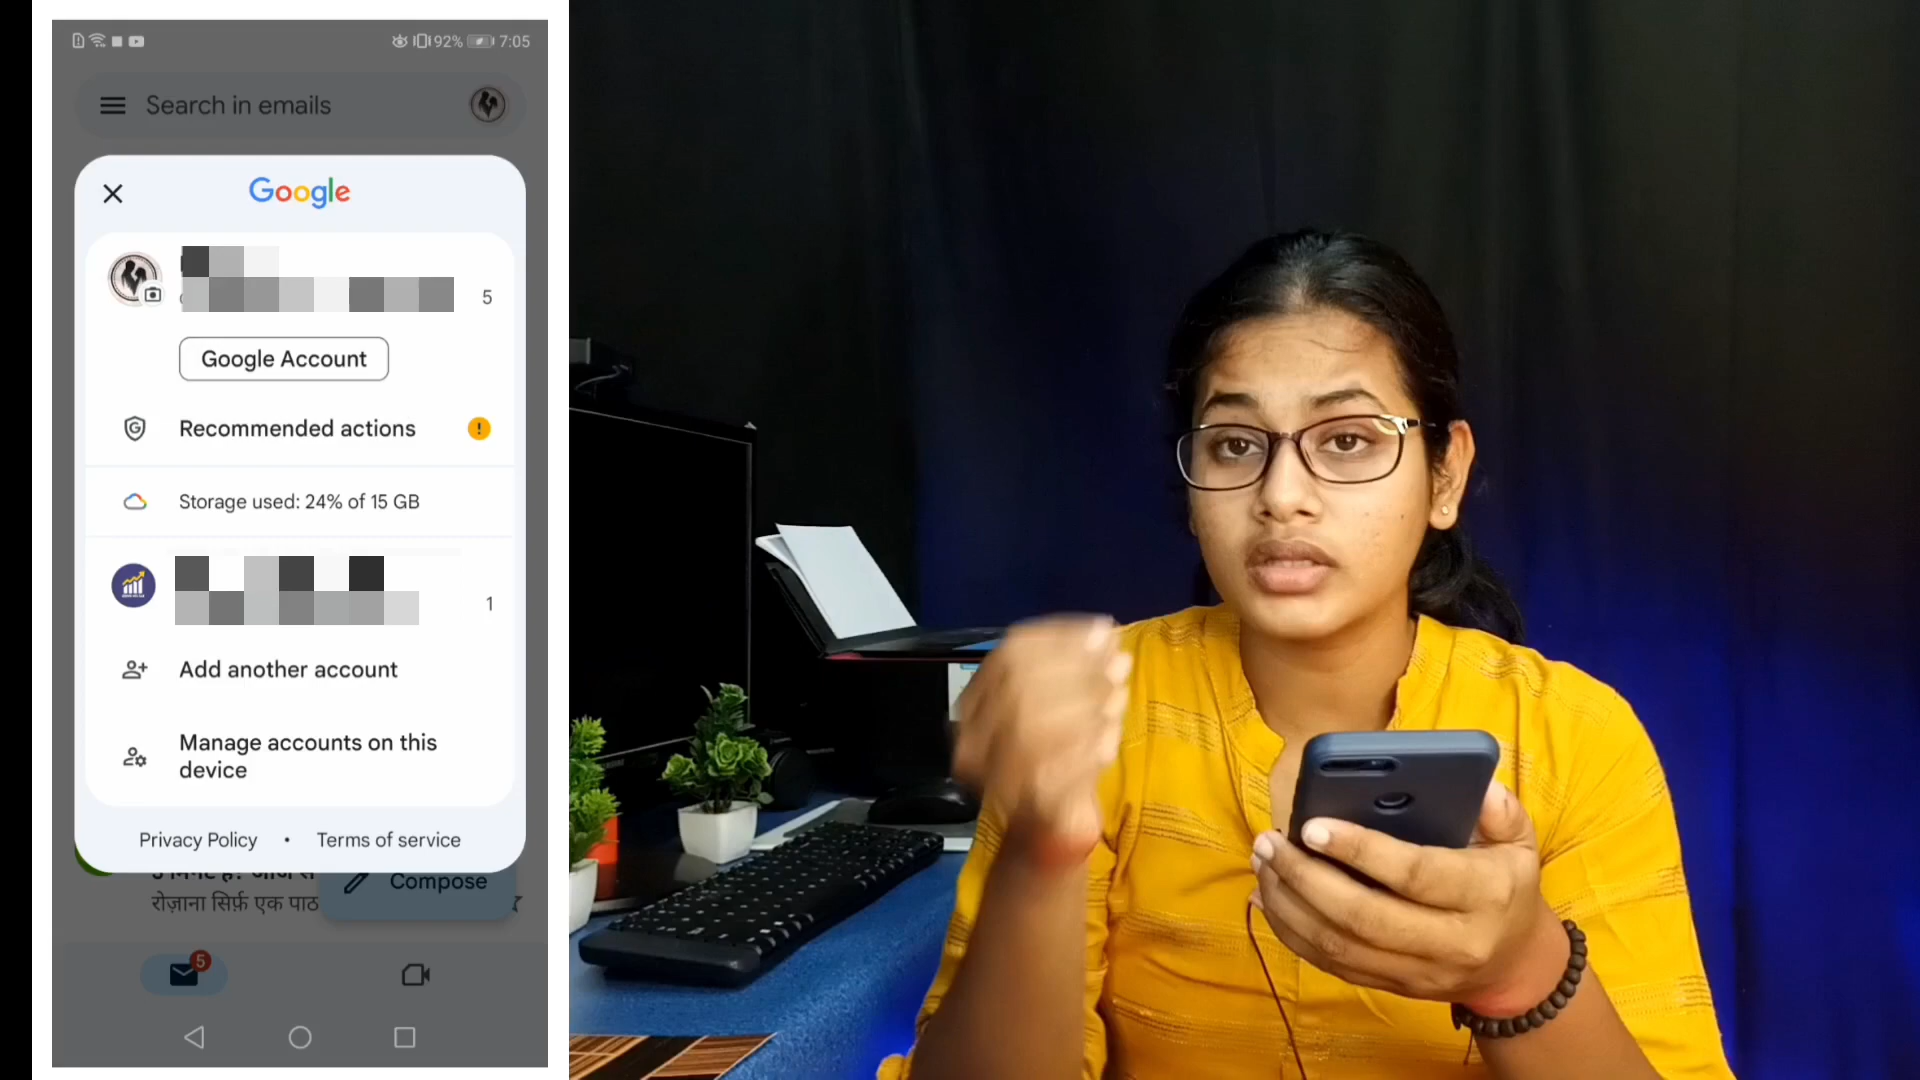 92% 7:05
Search in emails
Google
5
Google Account
Recommended actions
Storage used: 24% of 15 GB
1
Add another account
Manage accounts on this
device
Privacy Policy • Terms of service
Compose
रोज़ाना सिर्फ़ एक पाठ
5